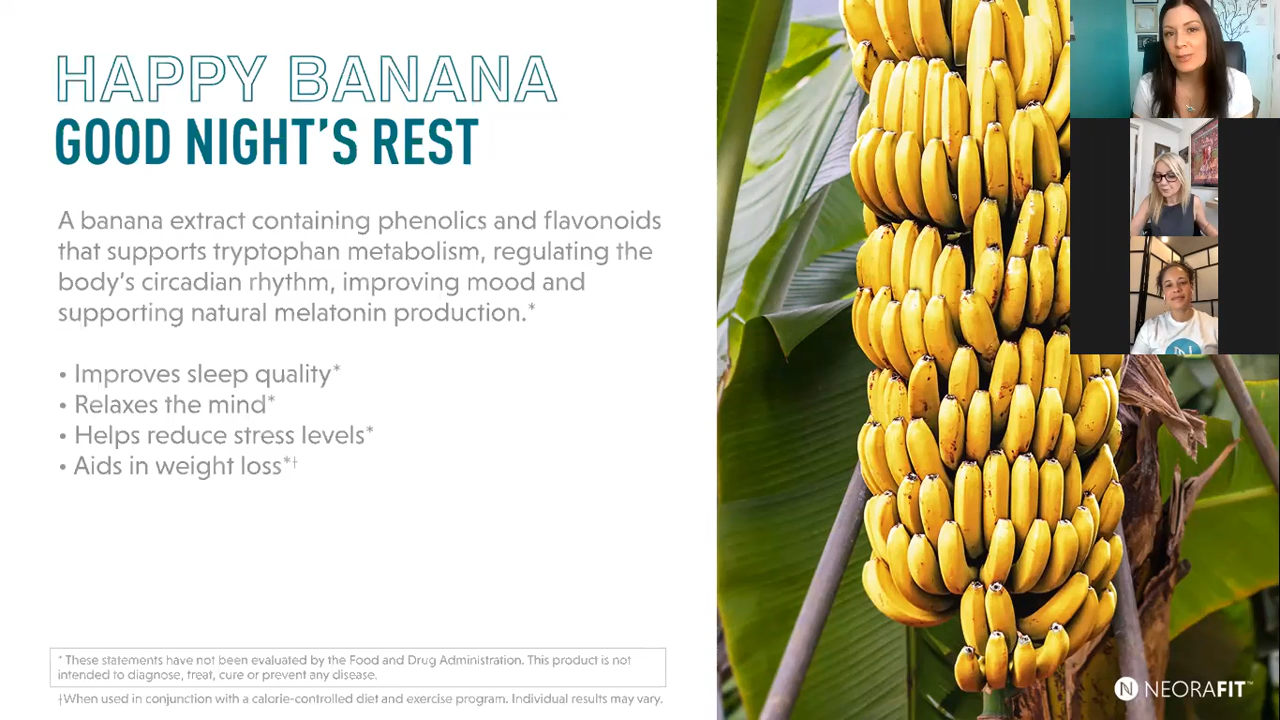 HAPPY BANANA
GOOD NIGHT'S REST
A banana extract containing phenolics and flavonoids
that supports tryptophan metabolism, regulating the
body's circadian rhythm, improving mood and
supporting natural melatonin production.*
• Improves sleep quality*
• Relaxes the mind*
• Helps reduce stress levels*
• Aids in weight loss*†
* These statements have not been evaluated by the Food and Drug Administration. This product is not
intended to diagnose, treat, cure or prevent any disease.
†When used in conjunction with a calorie-controlled diet and exercise program. Individual results may vary.
N NEORAFIT™